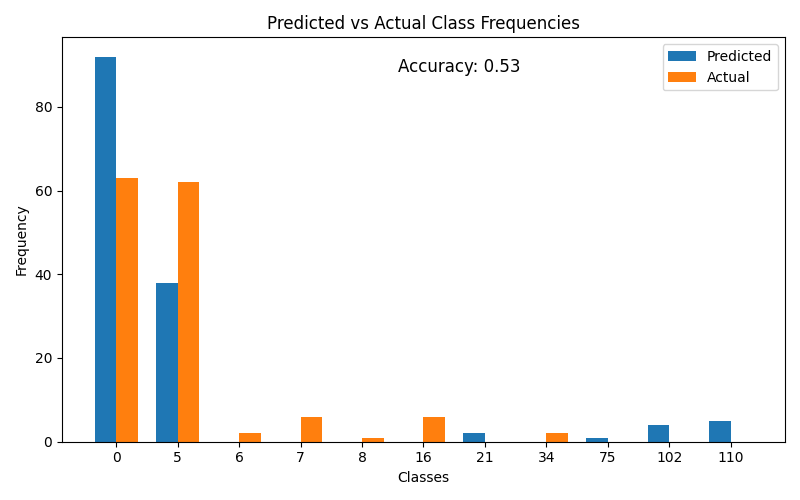 Predicted vs Actual Class Frequencies
Accuracy: 0.53
Predicted
Actual
Frequency
80
60
40
20
0
0 5 6 7 8 16 21 34 75 102 110
Classes